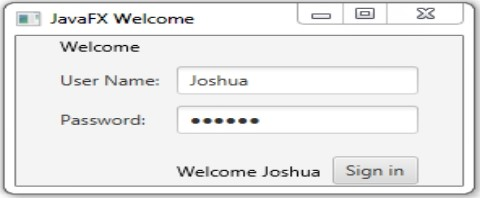 JavaFX Welcome
Welcome
User Name: Joshua
Password: ●●●●●●
Welcome Joshua Sign in